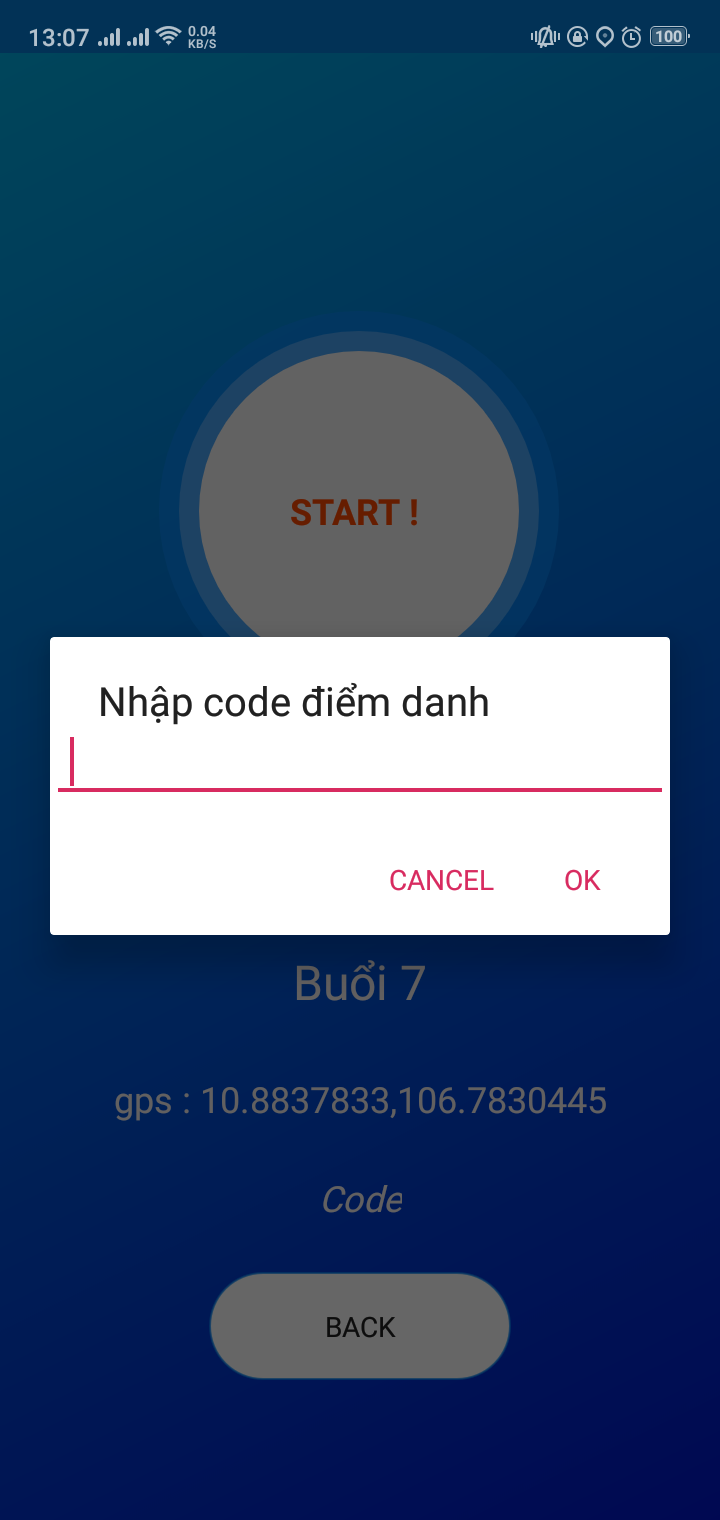 13:07 0.04 KB/S 100
START !
Nhập code điểm danh
CANCEL OK
Buổi 7
gps : 10.8837833,106.7830445
Code
BACK